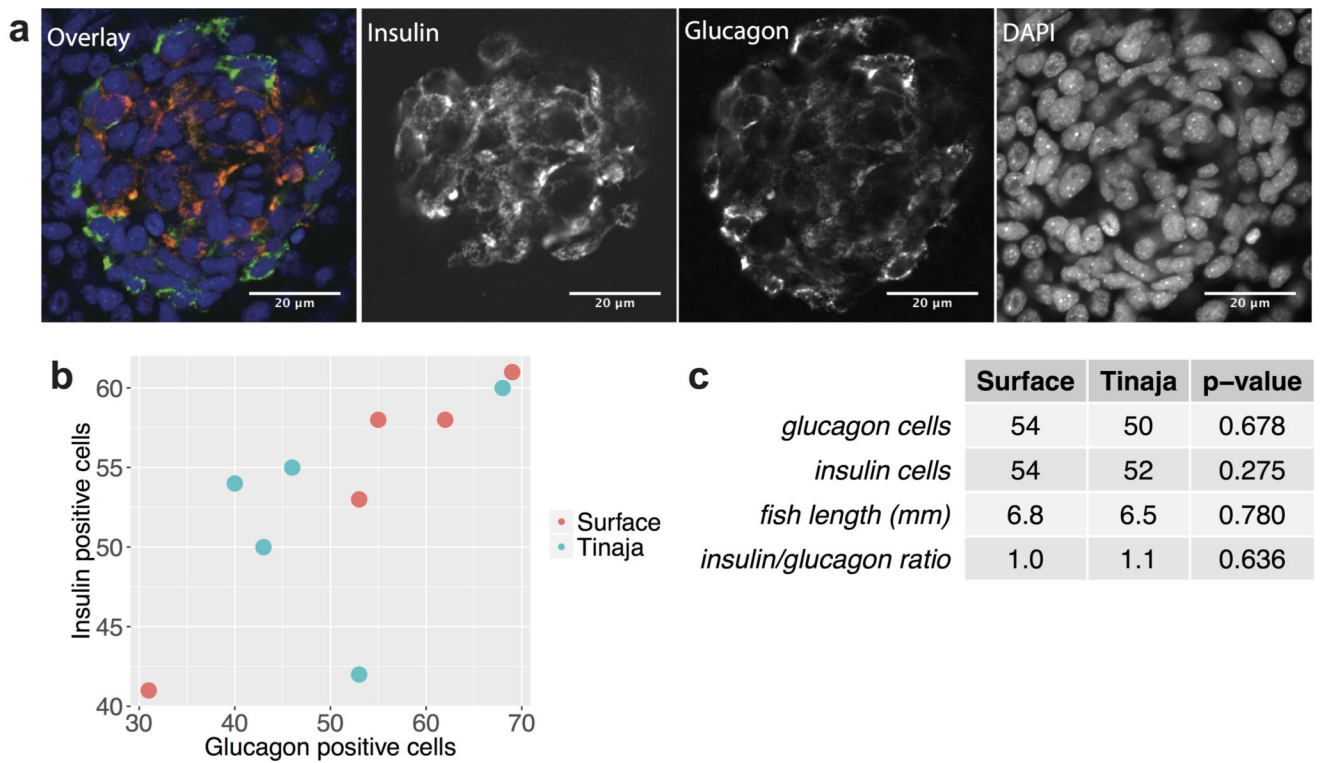 a
Overlay
Insulin
Glucagon
DAPI
20 μm
20 μm
20 μm
20 μm
b
Insulin positive cells
60
55
50
45
40
30 40 50 60 70
Glucagon positive cells
Surface
Tinaja
c
Surface Tinaja p−value
glucagon cells 54 50 0.678
insulin cells 54 52 0.275
fish length (mm) 6.8 6.5 0.780
insulin/glucagon ratio 1.0 1.1 0.636